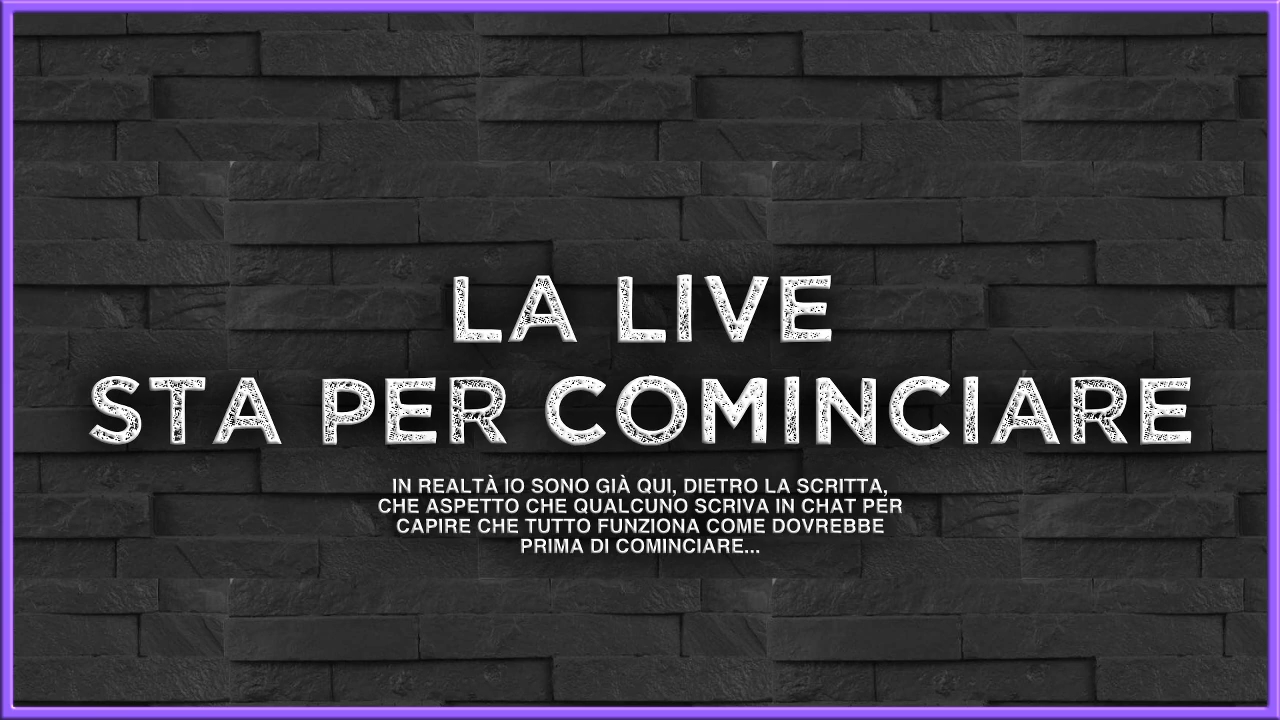 LA LIVE
STA PER COMINCIARE
IN REALTÀ IO SONO GIÀ QUI, DIETRO LA SCRITTA,
CHE ASPETTO CHE QUALCUNO SCRIVA IN CHAT PER
CAPIRE CHE TUTTO FUNZIONA COME DOVREBBE
PRIMA DI COMINCIARE...